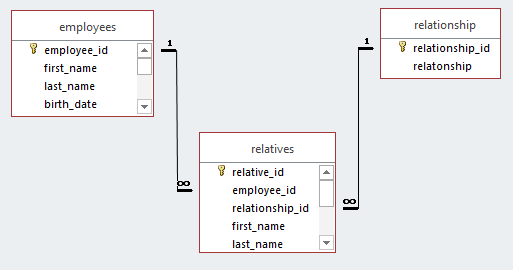 employees
employee_id
first_name
last_name
birth_date
1
1
relationship
relationship_id
relatonship
relatives
relative_id
employee_id
relationship_id
first_name
last_name
∞
∞